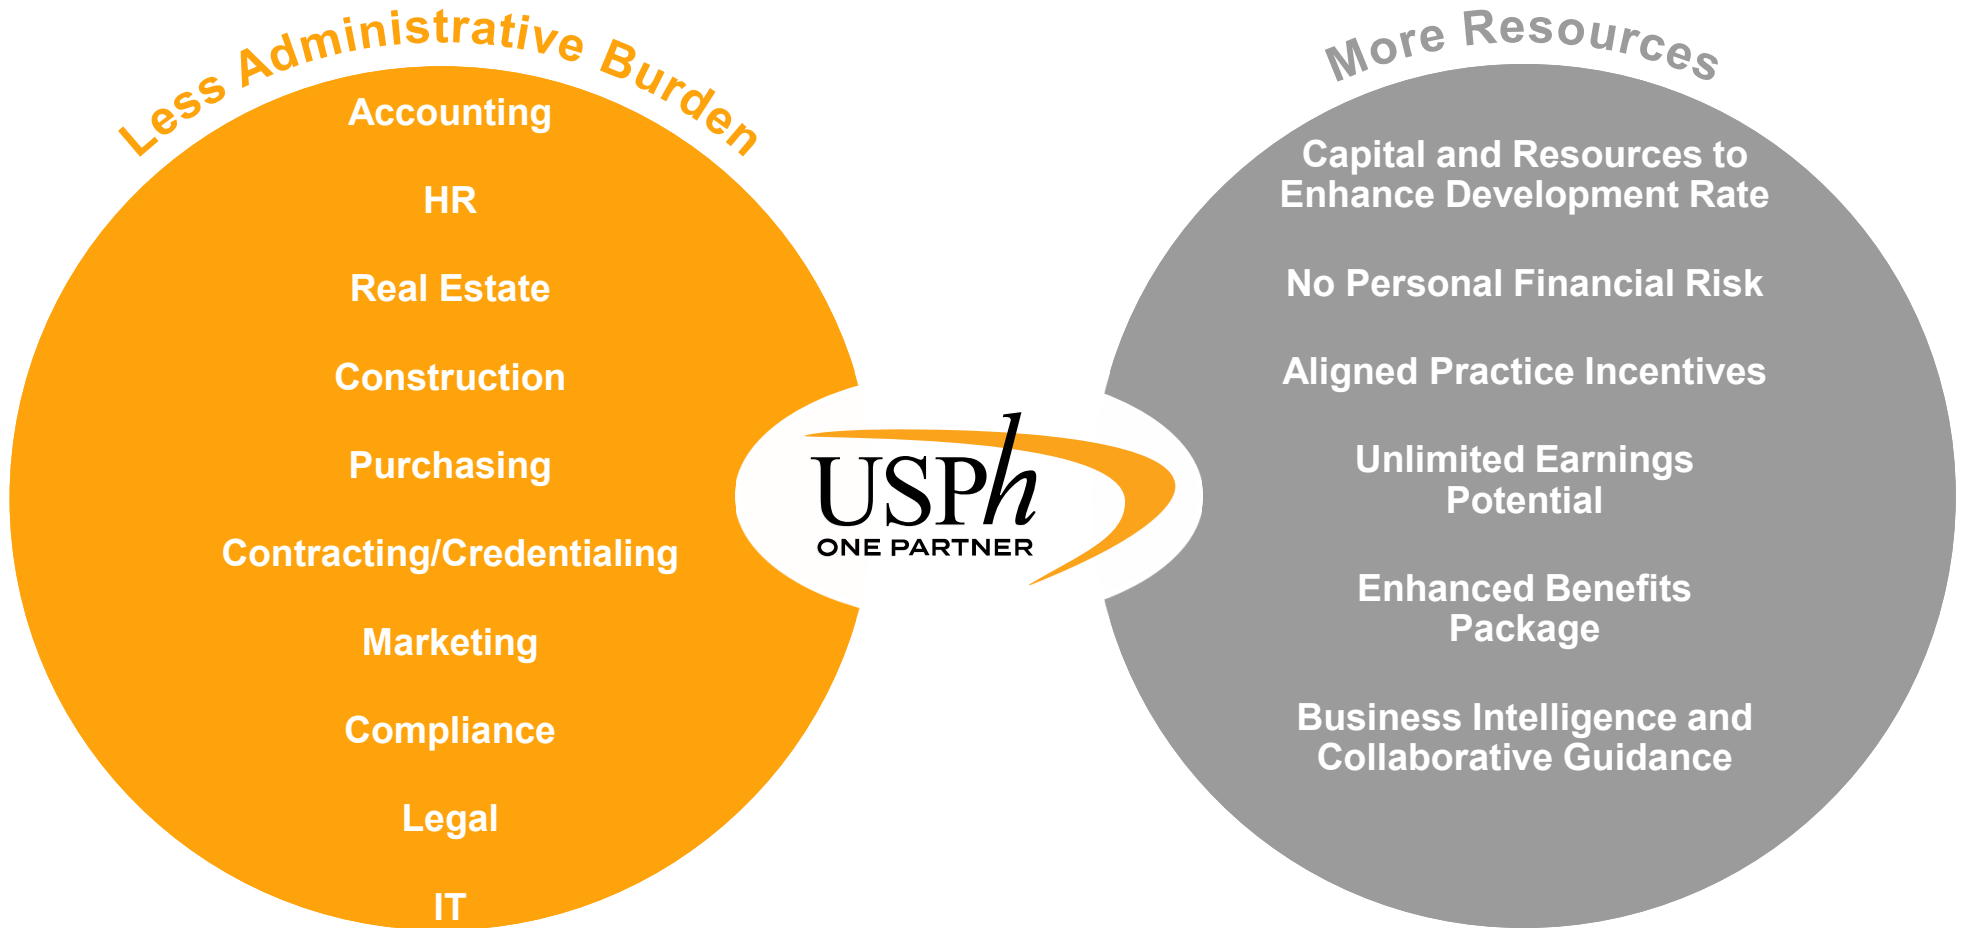 Less Administrative Burden
Accounting
HR
Real Estate
Construction
Purchasing
Contracting/Credentialing
Marketing
Compliance
Legal
IT
USPh
ONE PARTNER
More Resources
Capital and Resources to
Enhance Development Rate
No Personal Financial Risk
Aligned Practice Incentives
Unlimited Earnings
Potential
Enhanced Benefits
Package
Business Intelligence and
Collaborative Guidance